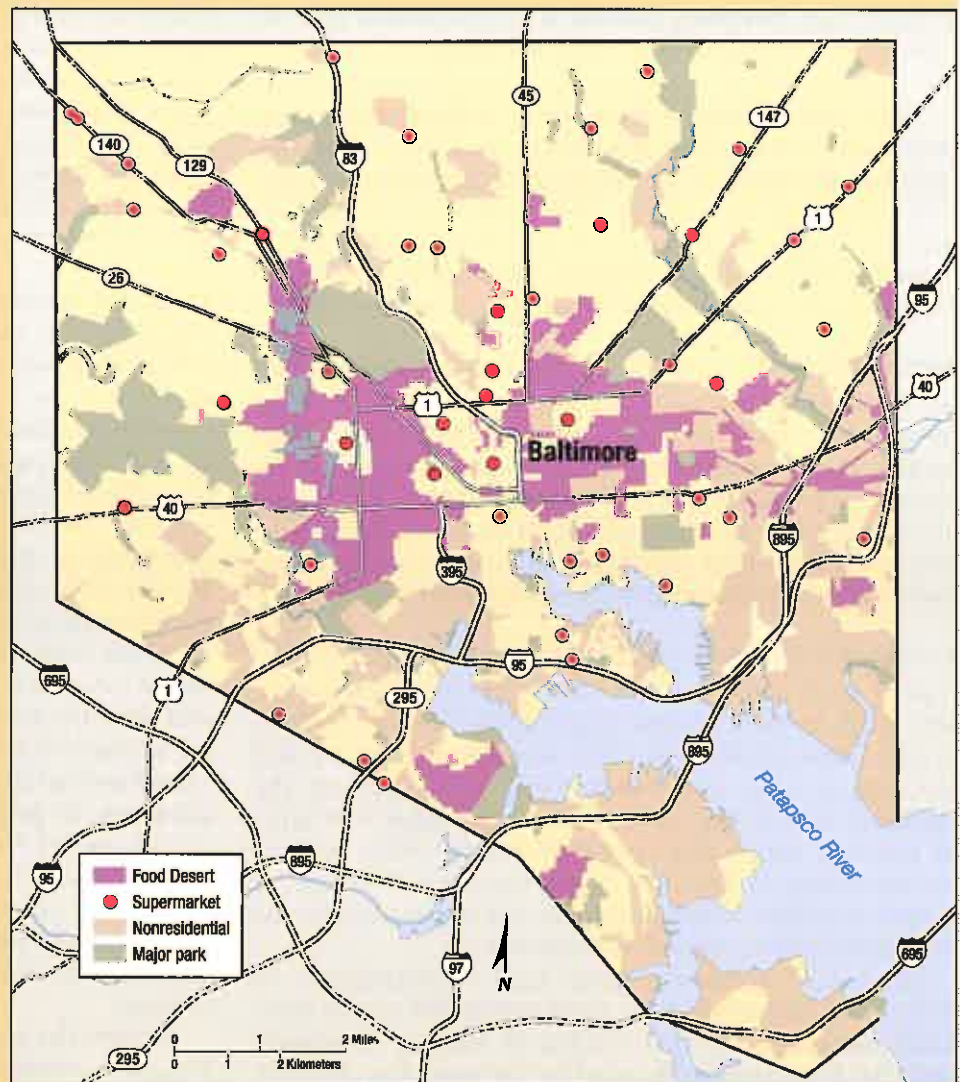 45
147
140
83
129
1
26
95
40
1
Baltimore
40
895
395
695
95
1
295
895
Patapsco River
Food Desert
Supermarket
Nonresidential
Major park
895
95
97
N
695
0 1 2 Miles
0 1 2 Kilometers
295